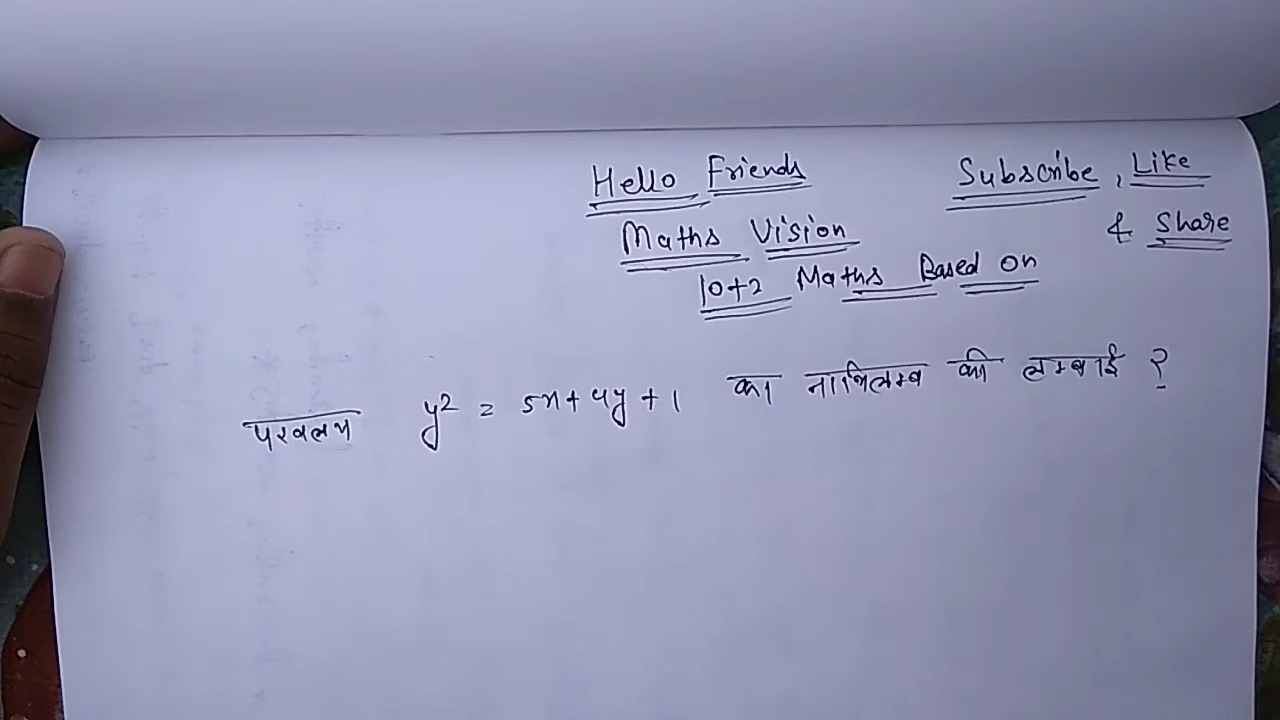 Hello Friends
Subscribe, Like
& Share
Maths Vision
10+2 Maths Based on
परवलय y² = 5x+4y+1 का नाभिलम्ब की लम्बाई ?